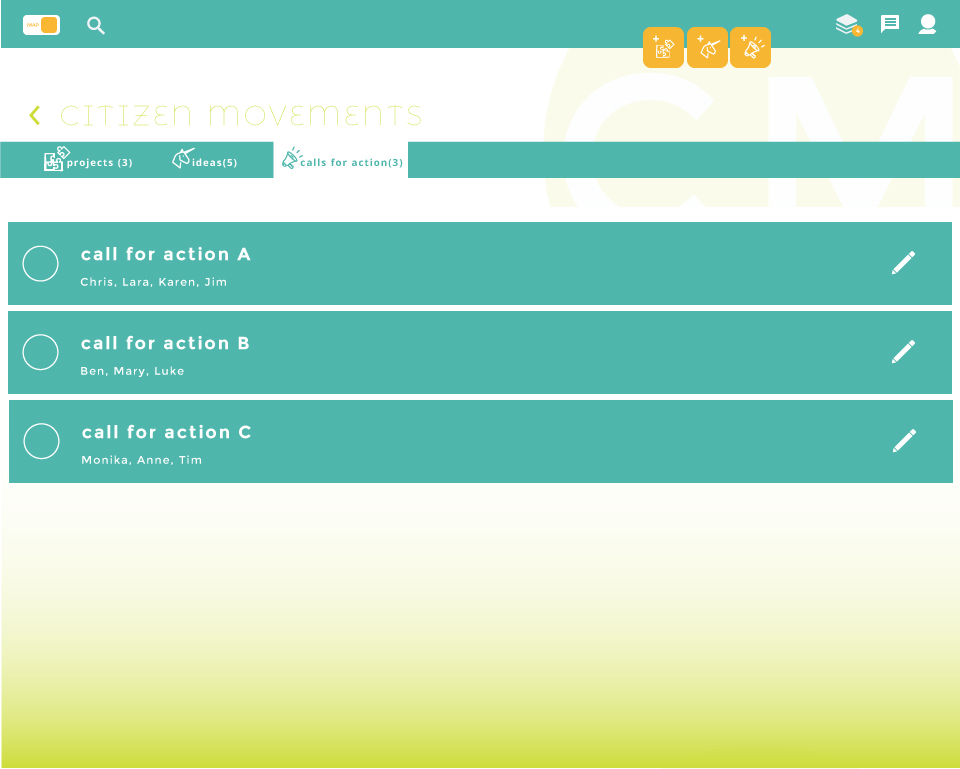 MAP
CITIZEN MOVEMENTS
projects (3)
ideas(5)
calls for action(3)
CM
call for action A
Chris, Lara, Karen, Jim
call for action B
Ben, Mary, Luke
call for action C
Monika, Anne, Tim